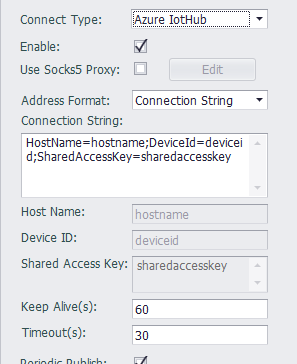 Connect Type: Azure IotHub
Enable:
Use Socks5 Proxy: Edit
Address Format: Connection String
Connection String:
HostName=hostname;DeviceId=devicei
d;SharedAccessKey=sharedaccesskey
Host Name: hostname
Device ID: deviceid
Shared Access Key: sharedaccesskey
Keep Alive(s): 60
Timeout(s): 30
Periodic Publish: